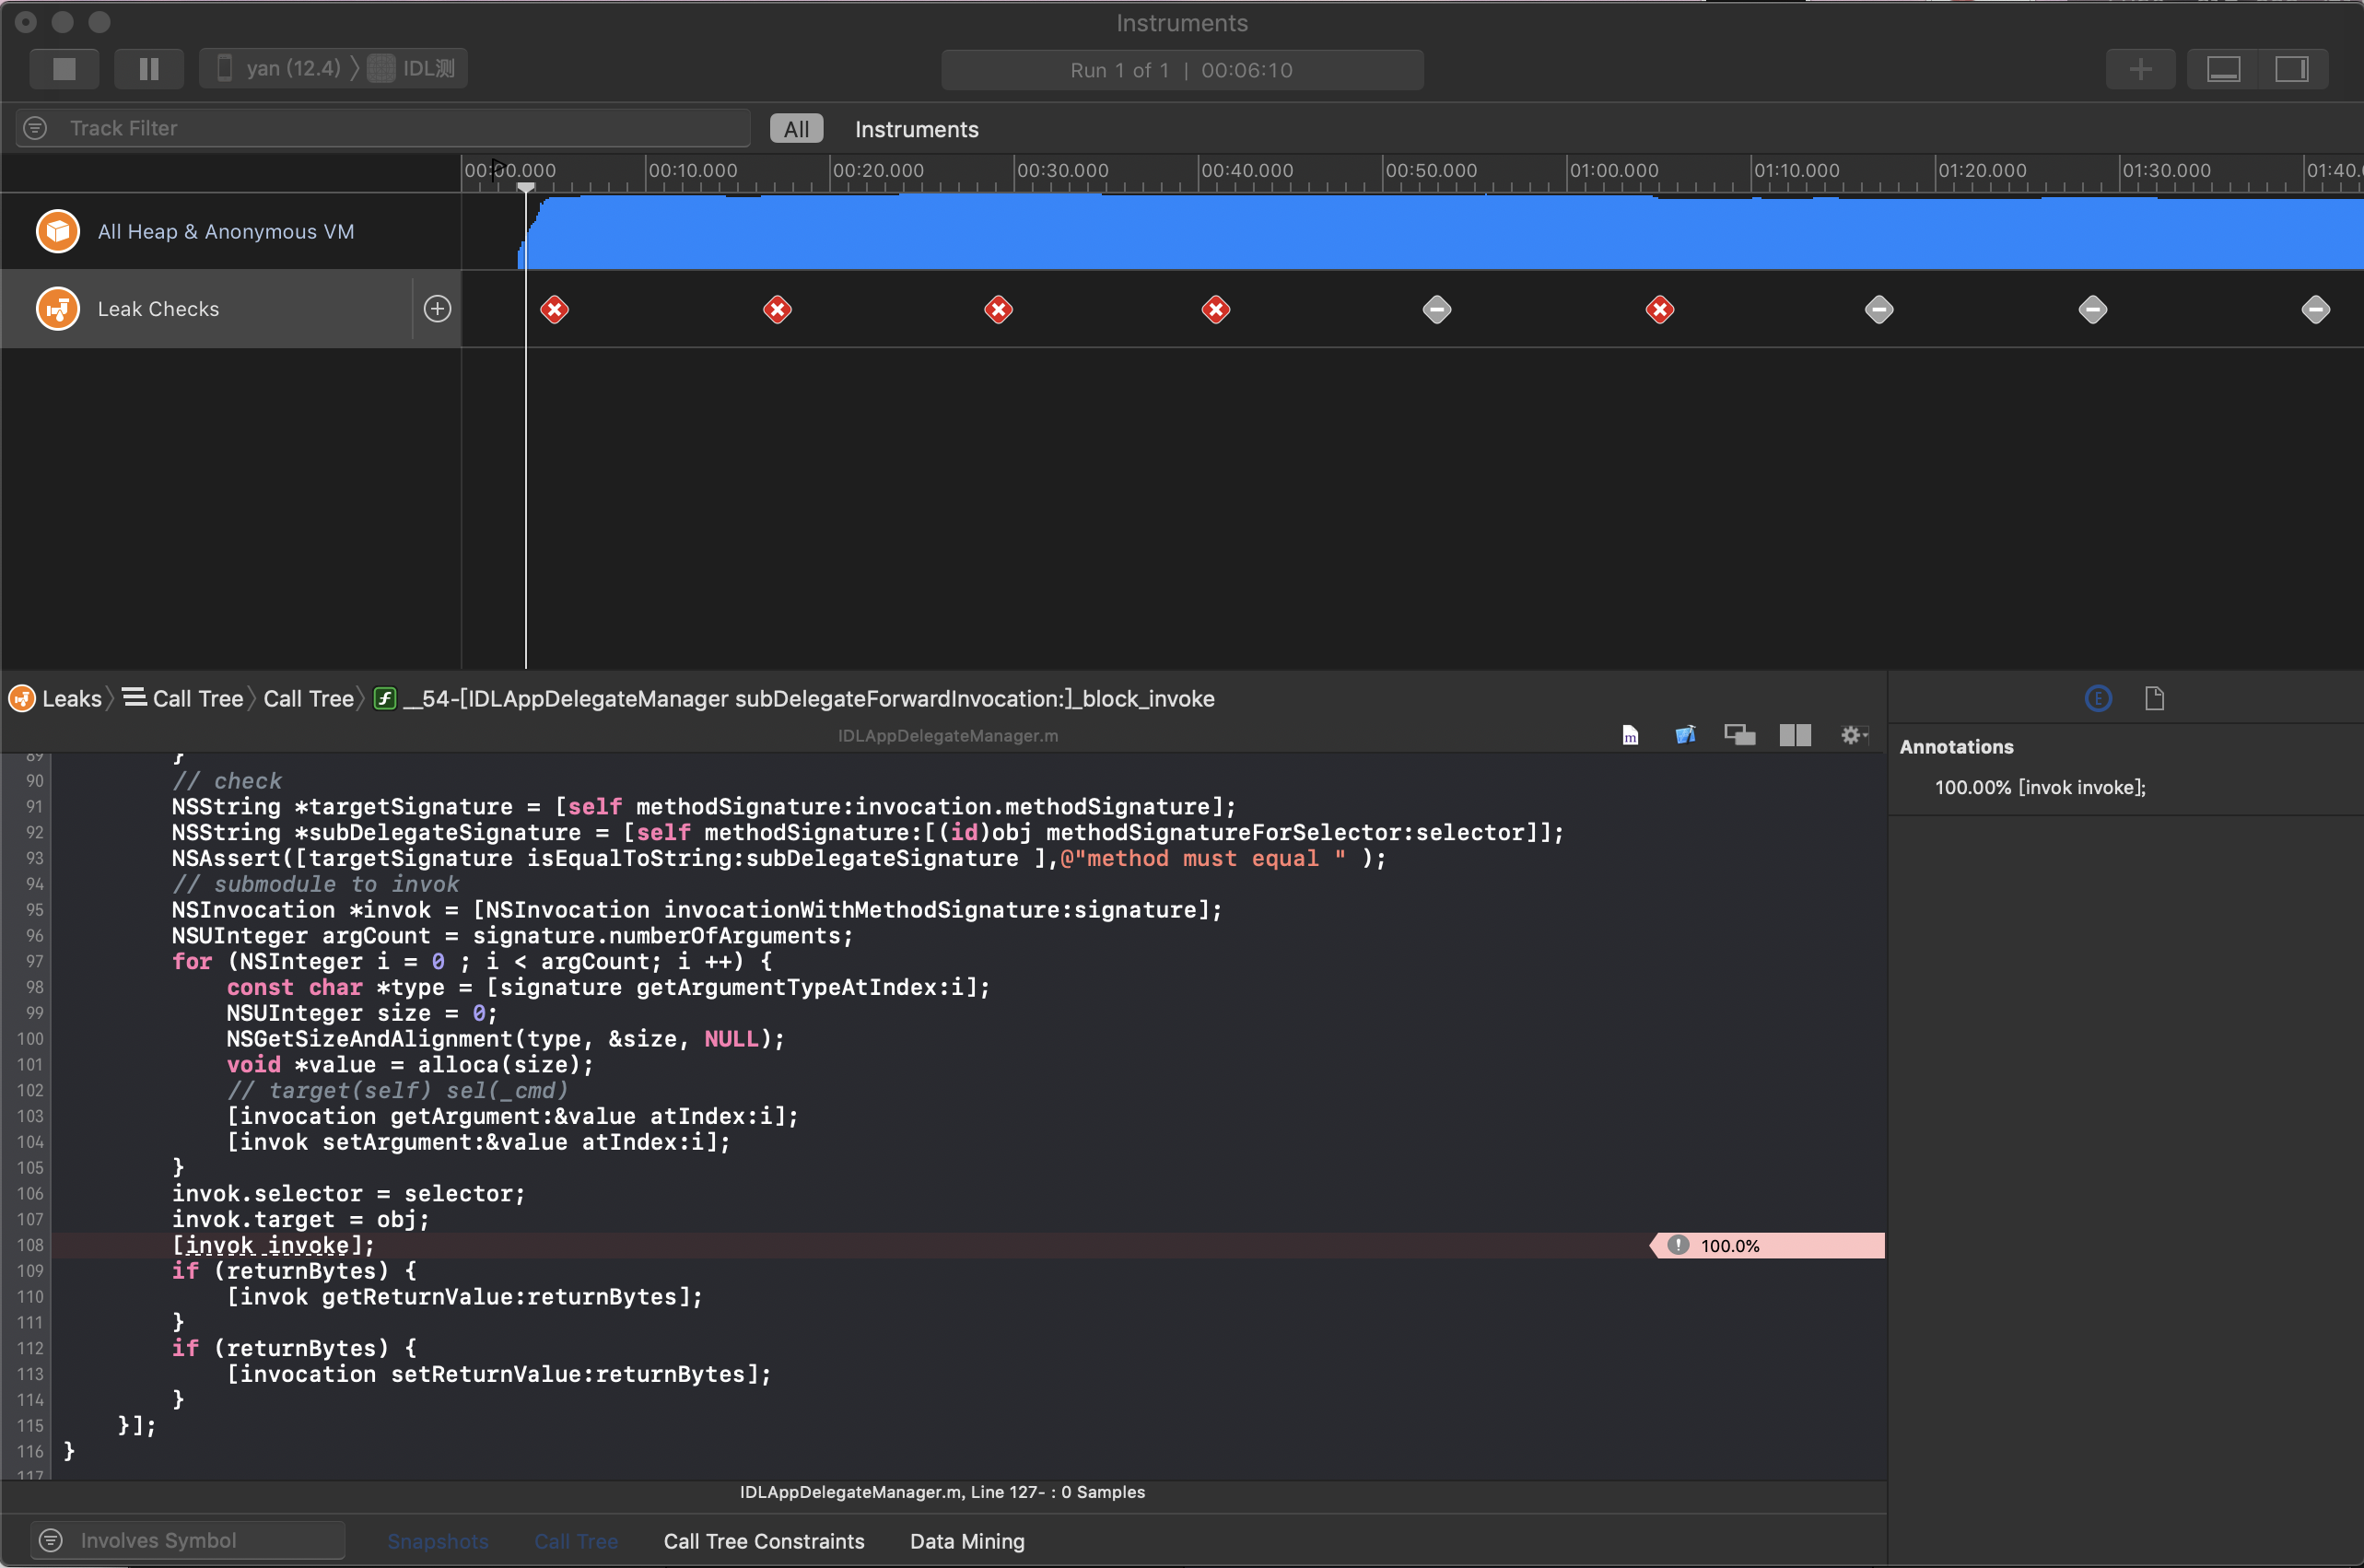 Instruments
yan (12.4) 〉 IDL测
Run 1 of 1 | 00:06:10
Track Filter
All
Instruments
00:00.000 00:10.000 00:20.000 00:30.000 00:40.000 00:50.000 01:00.000 01:10.000 01:20.000 01:30.000 01:40.
All Heap & Anonymous VM
Leak Checks
Leaks 〉 Call Tree 〉 Call Tree 〉 __54-[IDLAppDelegateManager subDelegateForwardInvocation:]_block_invoke
IDLAppDelegateManager.m
89 }
90 // check
91 NSString *targetSignature = [self methodSignature:invocation.methodSignature];
92 NSString *subDelegateSignature = [self methodSignature:[(id)obj methodSignatureForSelector:selector]];
93 NSAssert([targetSignature isEqualToString:subDelegateSignature ],@"method must equal " );
94 // submodule to invok
95 NSInvocation *invok = [NSInvocation invocationWithMethodSignature:signature];
96 NSUInteger argCount = signature.numberOfArguments;
97 for (NSInteger i = 0 ; i < argCount; i ++) {
98 const char *type = [signature getArgumentTypeAtIndex:i];
99 NSUInteger size = 0;
100 NSGetSizeAndAlignment(type, &size, NULL);
101 void *value = alloca(size);
102 // target(self) sel(_cmd)
103 [invocation getArgument:&value atIndex:i];
104 [invok setArgument:&value atIndex:i];
105 }
106 invok.selector = selector;
107 invok.target = obj;
108 [invok invoke]; 100.0%
109 if (returnBytes) {
110 [invok getReturnValue:returnBytes];
111 }
112 if (returnBytes) {
113 [invocation setReturnValue:returnBytes];
114 }
115 }];
116 }
117
IDLAppDelegateManager.m, Line 127- : 0 Samples
Involves Symbol
Snapshots
Call Tree
Call Tree Constraints
Data Mining
E
Annotations
100.00% [invok invoke];